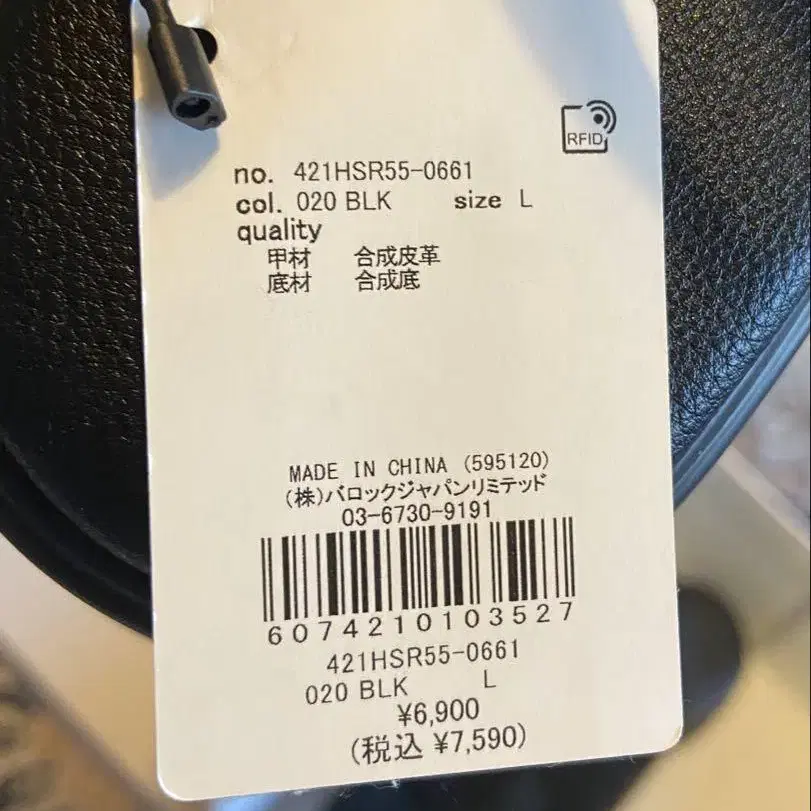 RFID
no. 421HSR55-0661
col. 020 BLK size L
quality
甲材 合成皮革
底材 合成底
MADE IN CHINA (595120)
(株)バロックジャパンリミテッド
03-6730-9191
6074210103527
421HSR55-0661
020 BLK L
¥6,900
(税込 ¥7,590)